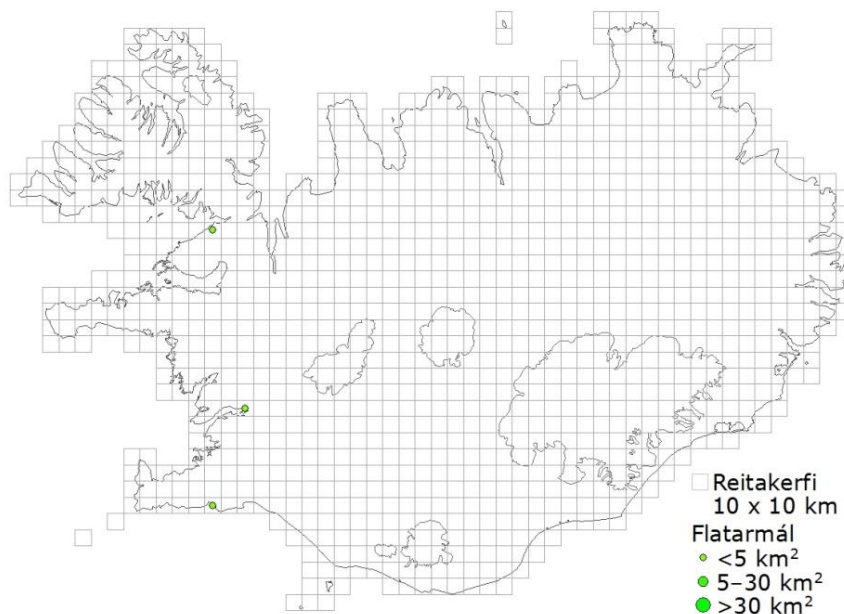 Reitakerfi
10 x 10 km
Flatarmál
<5 km²
5–30 km²
>30 km²